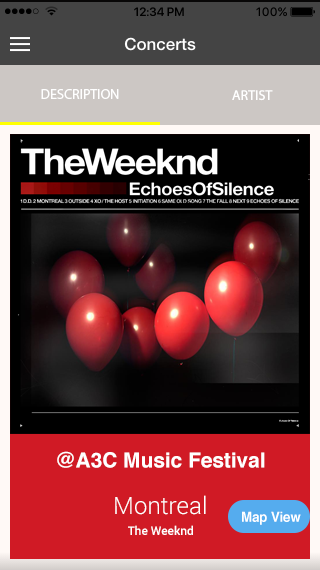 12:34 PM 100%
Concerts
DESCRIPTION ARTIST
TheWeeknd
EchoesOfSilence
1 D.D. 2 MONTREAL 3 OUTSIDE 4 XO / THE HOST 5 INITIATION 6 SAME OLD SONG 7 THE FALL 8 NEXT 9 ECHOES OF SILENCE
@A3C Music Festival
Montreal
Map View
The Weeknd